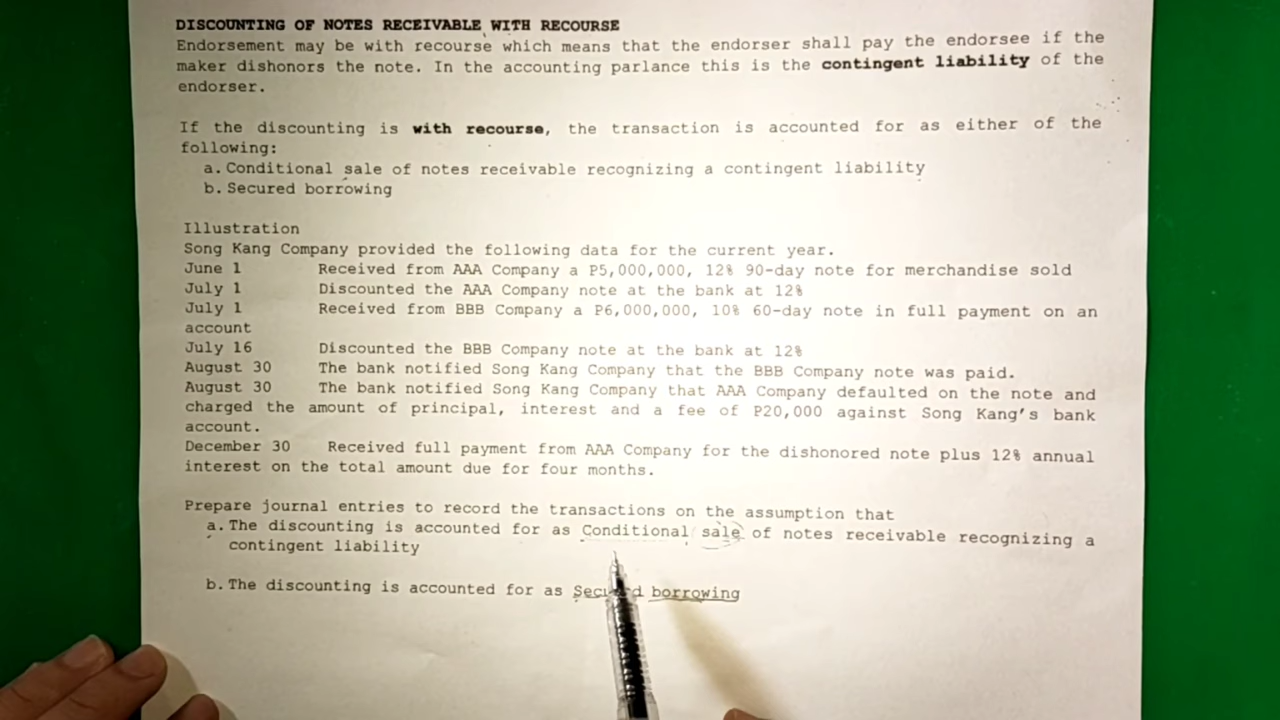 DISCOUNTING OF NOTES RECEIVABLE WITH RECOURSE
Endorsement may be with recourse which means that the endorser shall pay the endorsee if the
maker dishonors the note. In the accounting parlance this is the contingent liability of the
endorser.
If the discounting is with recourse, the transaction is accounted for as either of the
following:
a. Conditional sale of notes receivable recognizing a contingent liability
b. Secured borrowing
Illustration
Song Kang Company provided the following data for the current year.
June 1 Received from AAA Company a P5,000,000, 12% 90-day note for merchandise sold
July 1 Discounted the AAA Company note at the bank at 12%
July 1 Received from BBB Company a P6,000,000, 10% 60-day note in full payment on an
account
July 16 Discounted the BBB Company note at the bank at 12%
August 30 The bank notified Song Kang Company that the BBB Company note was paid.
August 30 The bank notified Song Kang Company that AAA Company defaulted on the note and
charged the amount of principal, interest and a fee of P20,000 against Song Kang's bank
account.
December 30 Received full payment from AAA Company for the dishonored note plus 12% annual
interest on the total amount due for four months.
Prepare journal entries to record the transactions on the assumption that
a. The discounting is accounted for as Conditional sale of notes receivable recognizing a
contingent liability
b. The discounting is accounted for as Secured borrowing